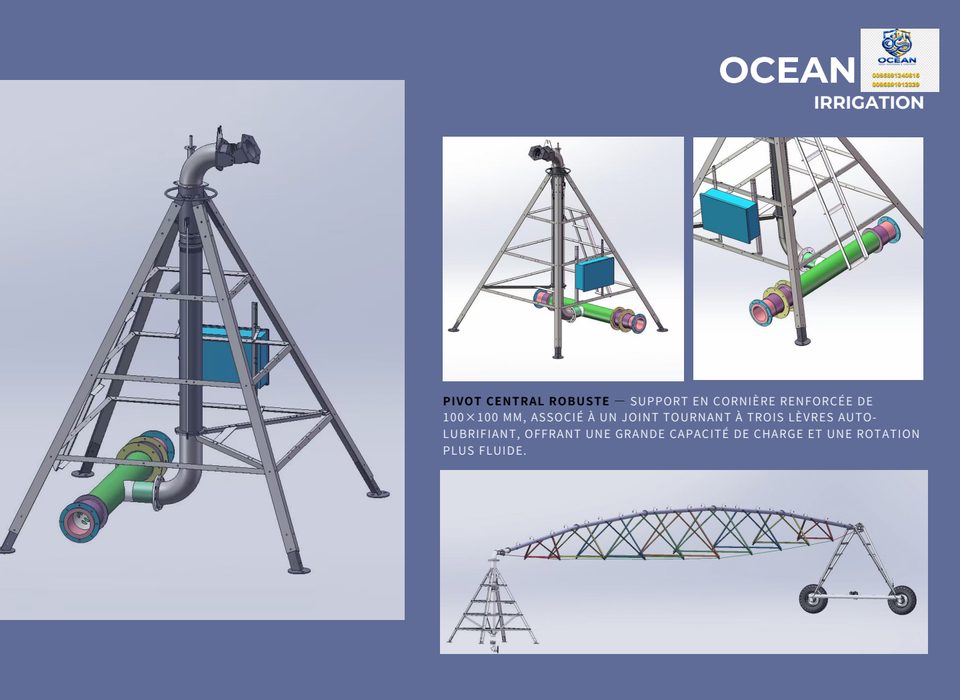 OCEAN
OCEAN
IRRIGATION
PIVOT CENTRAL ROBUSTE — SUPPORT EN CORNIÈRE RENFORCÉE DE
100×100 MM, ASSOCIÉ À UN JOINT TOURNANT À TROIS LÈVRES AUTO-
LUBRIFIANT, OFFRANT UNE GRANDE CAPACITÉ DE CHARGE ET UNE ROTATION
PLUS FLUIDE.